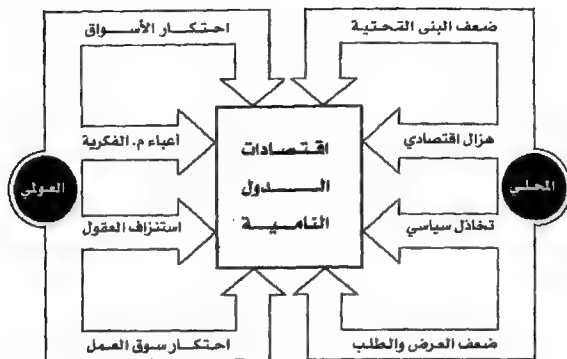 ضعف البنى التحتية
احتكار الأسواق
هزال اقتصادي
اقتصادات
أعباء م. الفكرية
المحلي
الدول
العولمي
تخاذل سياسي
النامية
استنزاف العقول
ضعف العرض والطلب
احتكار سوق العمل